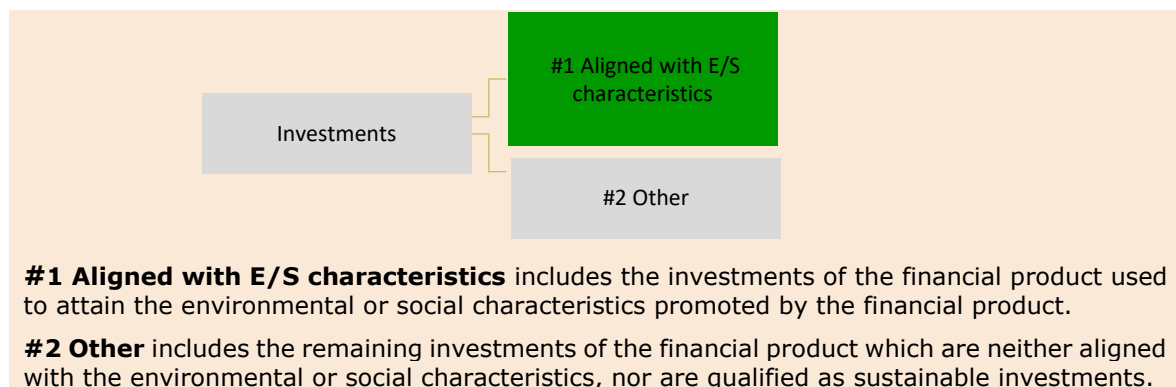 #1 Aligned with E/S
characteristics
Investments
#2 Other
#1 Aligned with E/S characteristics includes the investments of the financial product used
to attain the environmental or social characteristics promoted by the financial product.
#2 Other includes the remaining investments of the financial product which are neither aligned
with the environmental or social characteristics, nor are qualified as sustainable investments.